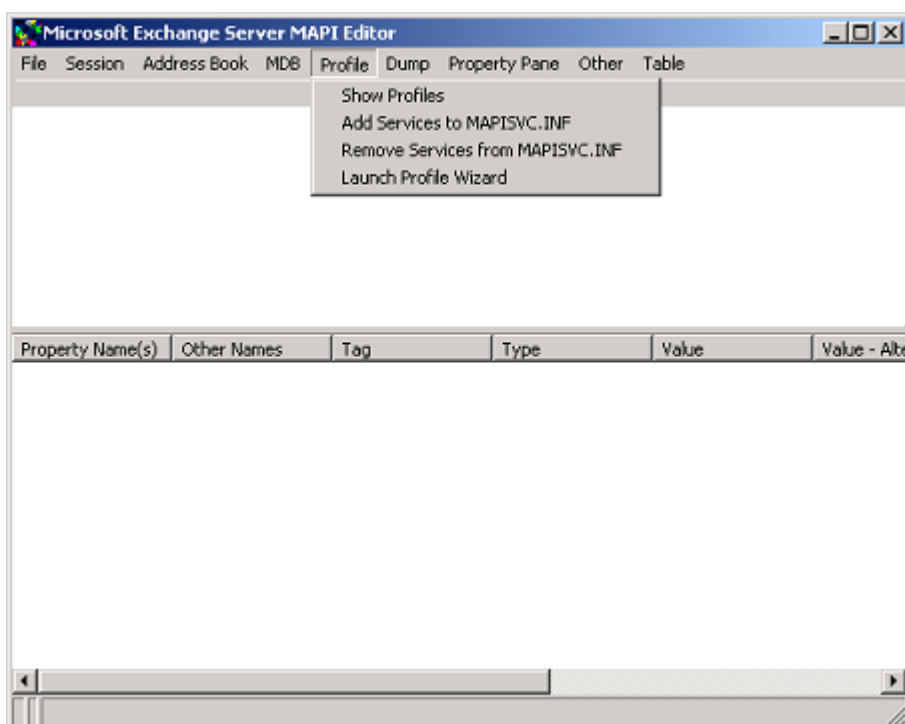 Microsoft Exchange Server MAPI Editor
File Session Address Book MDB Profile Dump Property Pane Other Table
Show Profiles
Add Services to MAPISVC.INF
Remove Services from MAPISVC.INF
Launch Profile Wizard
Property Name(s) Other Names Tag Type Value Value - Alte